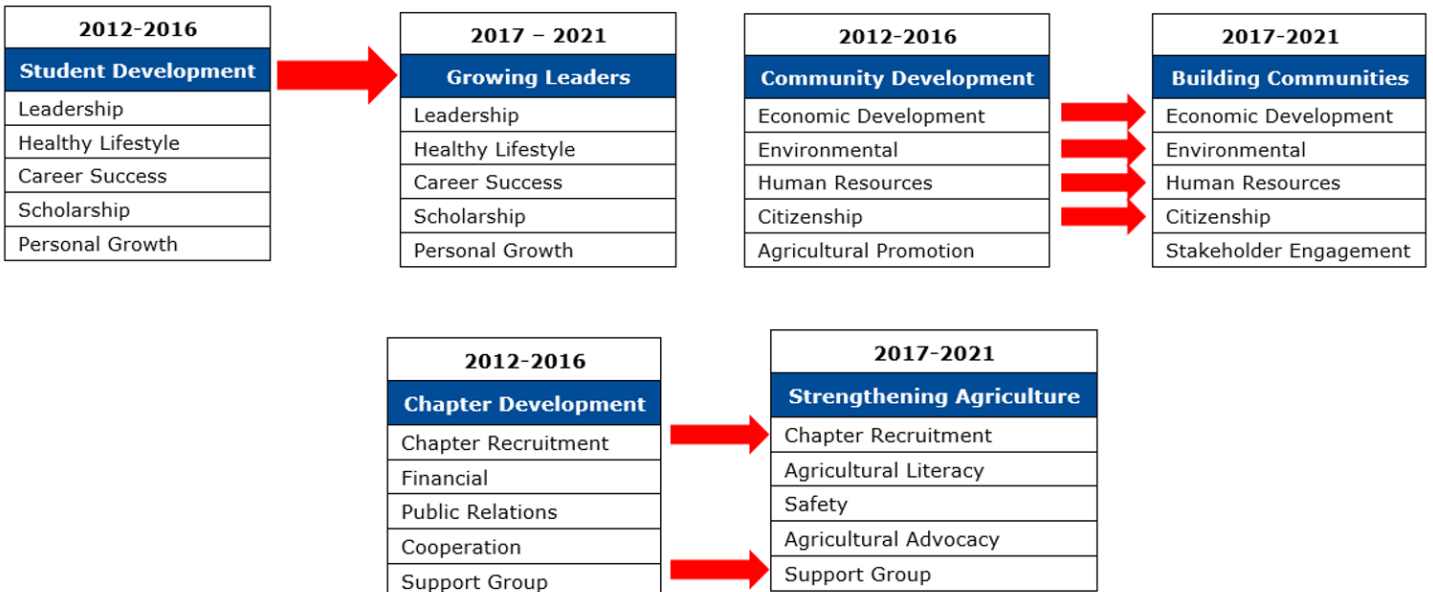 2012-2016
Student Development
Leadership
Healthy Lifestyle
Career Success
Scholarship
Personal Growth
2017 – 2021
Growing Leaders
Leadership
Healthy Lifestyle
Career Success
Scholarship
Personal Growth
2012-2016
Community Development
Economic Development
Environmental
Human Resources
Citizenship
Agricultural Promotion
2017-2021
Building Communities
Economic Development
Environmental
Human Resources
Citizenship
Stakeholder Engagement
2012-2016
Chapter Development
Chapter Recruitment
Financial
Public Relations
Cooperation
Support Group
2017-2021
Strengthening Agriculture
Chapter Recruitment
Agricultural Literacy
Safety
Agricultural Advocacy
Support Group